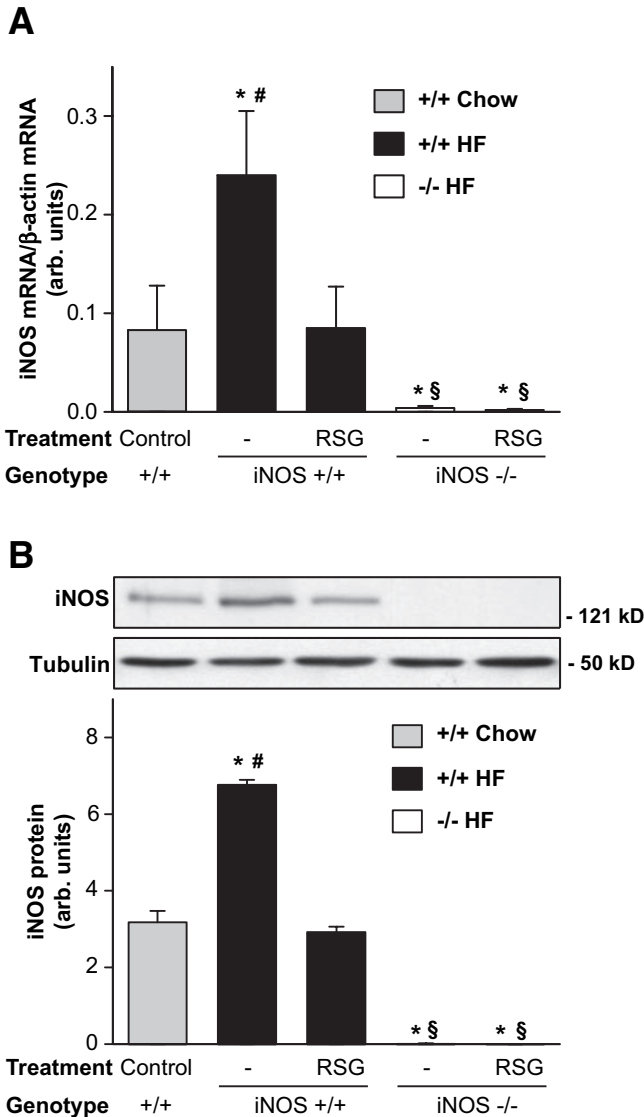 A
iNOS mRNA/β-actin mRNA
(arb. units)
0.3
0.2
0.1
0.0
* #
* §
* §
+/+ Chow
+/+ HF
-/- HF
Treatment Control - RSG - RSG
Genotype +/+ iNOS +/+ iNOS -/-
B
iNOS
- 121 kD
Tubulin
- 50 kD
iNOS protein
(arb. units)
8
6
4
2
0
* #
* §
* §
+/+ Chow
+/+ HF
-/- HF
Treatment Control - RSG - RSG
Genotype +/+ iNOS +/+ iNOS -/-